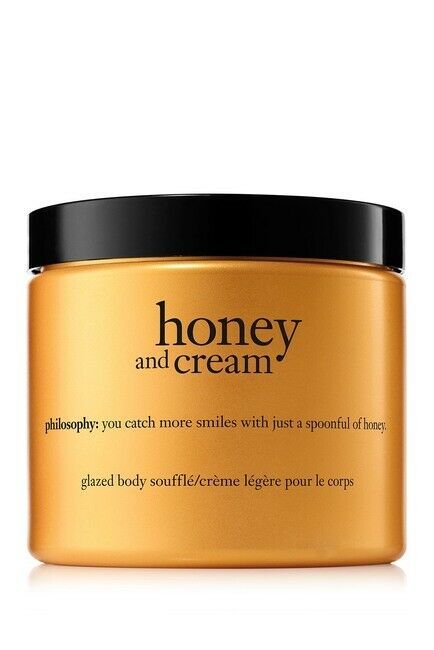 honey
and cream
philosophy: you catch more smiles with just a spoonful of honey.
glazed body soufflé/crème légère pour le corps